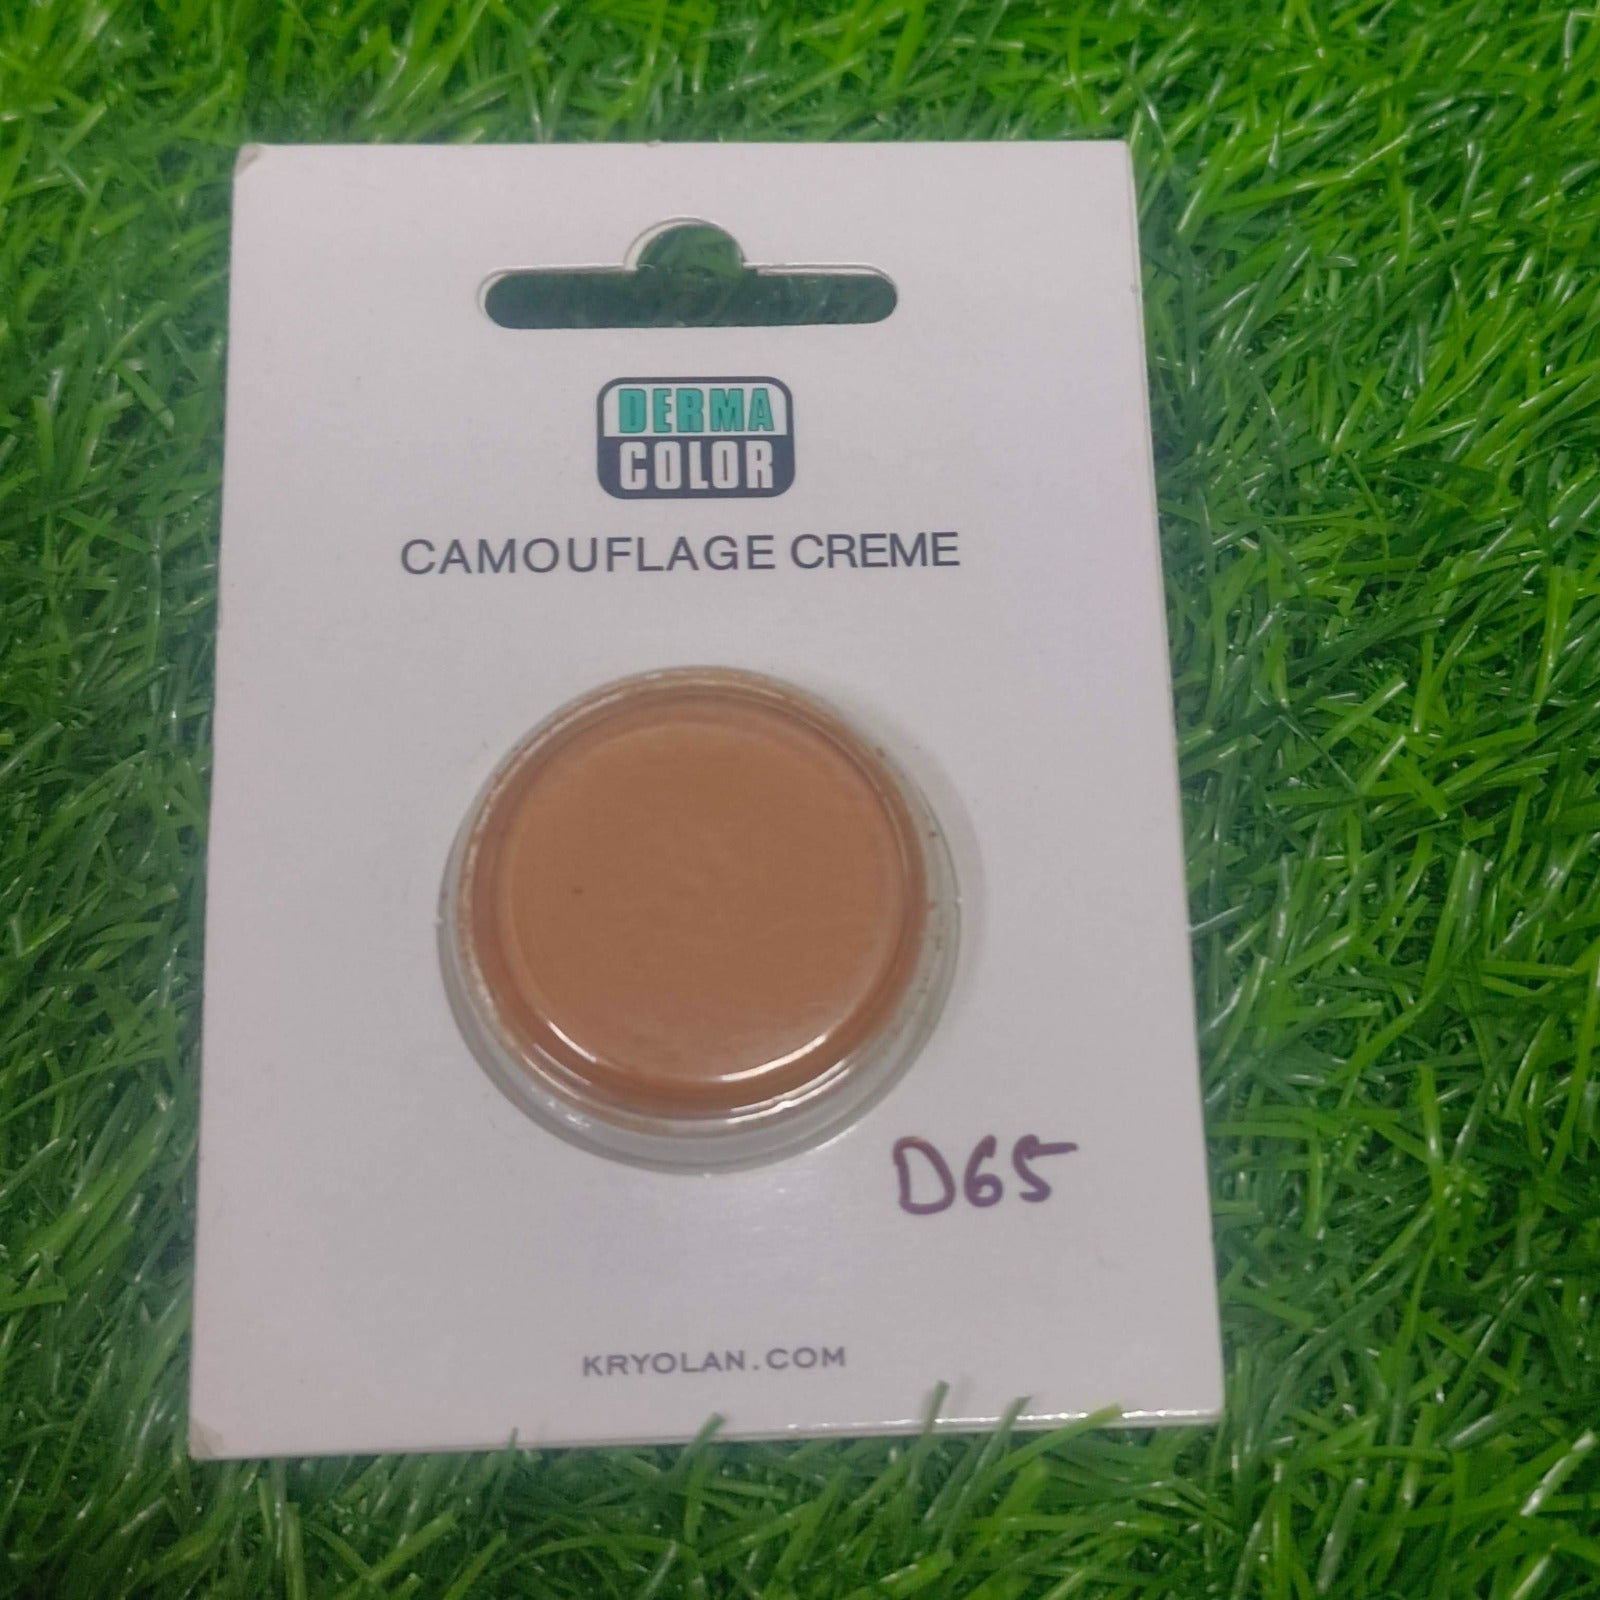 DERMA
COLOR
CAMOUFLAGE CREME
D65
KRYOLAN.COM